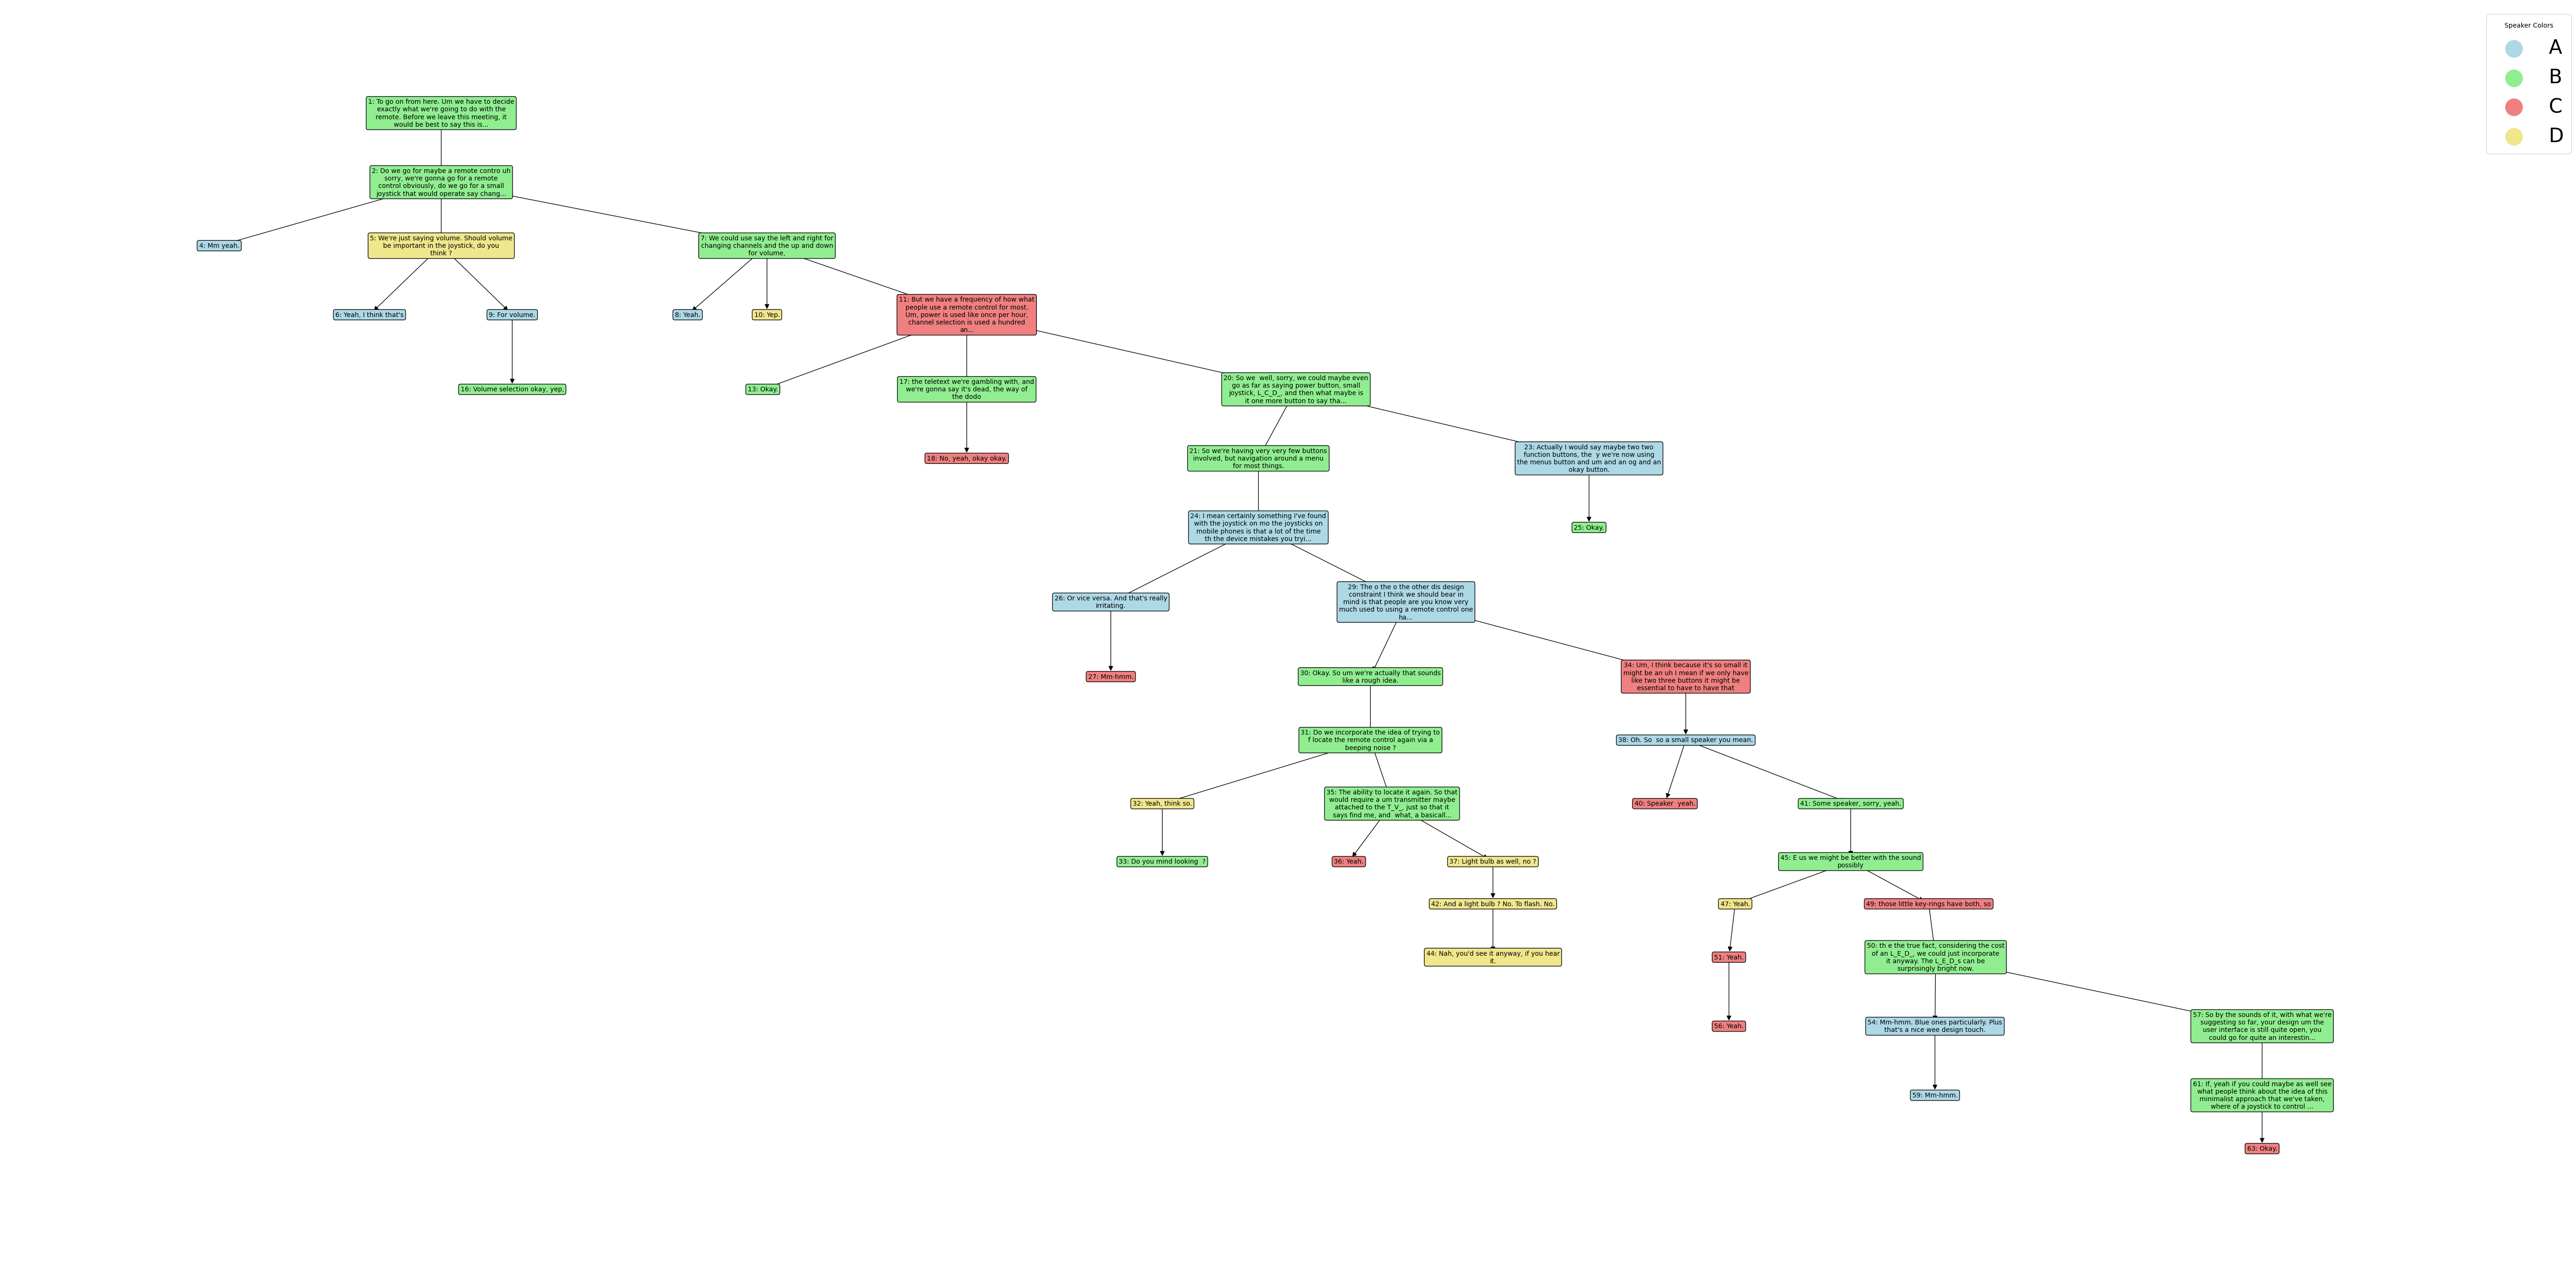 Speaker Colors
A
B
C
D
1: To go on from here. Um we have to decide
exactly what we're going to do with the
remote. Before we leave this meeting, it
would be best to say this is...
2: Do we go for maybe a remote contro uh
sorry, we're gonna go for a remote
control obviously, do we go for a small
joystick that would operate say chang...
4: Mm yeah.
5: We're just saying volume. Should volume
be important in the joystick, do you
think ?
7: We could use say the left and right for
changing channels and the up and down
for volume,
6: Yeah, I think that's
9: For volume.
8: Yeah.
10: Yep.
11: But we have a frequency of how what
people use a remote control for most.
Um, power is used like once per hour,
channel selection is used a hundred
an...
16: Volume selection okay, yep,
13: Okay.
17: the teletext we're gambling with, and
we're gonna say it's dead, the way of
the dodo
20: So we  well, sorry, we could maybe even
go as far as saying power button, small
joystick, L_C_D_, and then what maybe is
it one more button to say tha...
18: No, yeah, okay okay.
21: So we're having very very few buttons
involved, but navigation around a menu
for most things.
23: Actually I would say maybe two two
function buttons, the  y we're now using
the menus button and um and an og and an
okay button.
24: I mean certainly something I've found
with the joystick on mo the joysticks on
mobile phones is that a lot of the time
th the device mistakes you tryi...
25: Okay.
26: Or vice versa. And that's really
irritating.
29: The o the o the other dis design
constraint I think we should bear in
mind is that people are you know very
much used to using a remote control one
ha...
27: Mm-hmm.
30: Okay. So um we're actually that sounds
like a rough idea.
34: Um, I think because it's so small it
might be an uh I mean if we only have
like two three buttons it might be
essential to have to have that
31: Do we incorporate the idea of trying to
f locate the remote control again via a
beeping noise ?
38: Oh. So  so a small speaker you mean.
32: Yeah, think so.
35: The ability to locate it again. So that
would require a um transmitter maybe
attached to the T_V_, just so that it
says find me, and  what, a basicall...
40: Speaker  yeah.
41: Some speaker, sorry, yeah.
33: Do you mind looking  ?
36: Yeah.
37: Light bulb as well, no ?
45: E us we might be better with the sound
possibly
42: And a light bulb ? No. To flash. No.
47: Yeah.
49: those little key-rings have both, so
44: Nah, you'd see it anyway, if you hear
it.
51: Yeah.
50: th e the true fact, considering the cost
of an L_E_D_, we could just incorporate
it anyway. The L_E_D_s can be
surprisingly bright now.
56: Yeah.
54: Mm-hmm. Blue ones particularly. Plus
that's a nice wee design touch.
57: So by the sounds of it, with what we're
suggesting so far, your design um the
user interface is still quite open, you
could go for quite an interestin...
59: Mm-hmm.
61: If, yeah if you could maybe as well see
what people think about the idea of this
minimalist approach that we've taken,
where of a joystick to control ...
63: Okay.